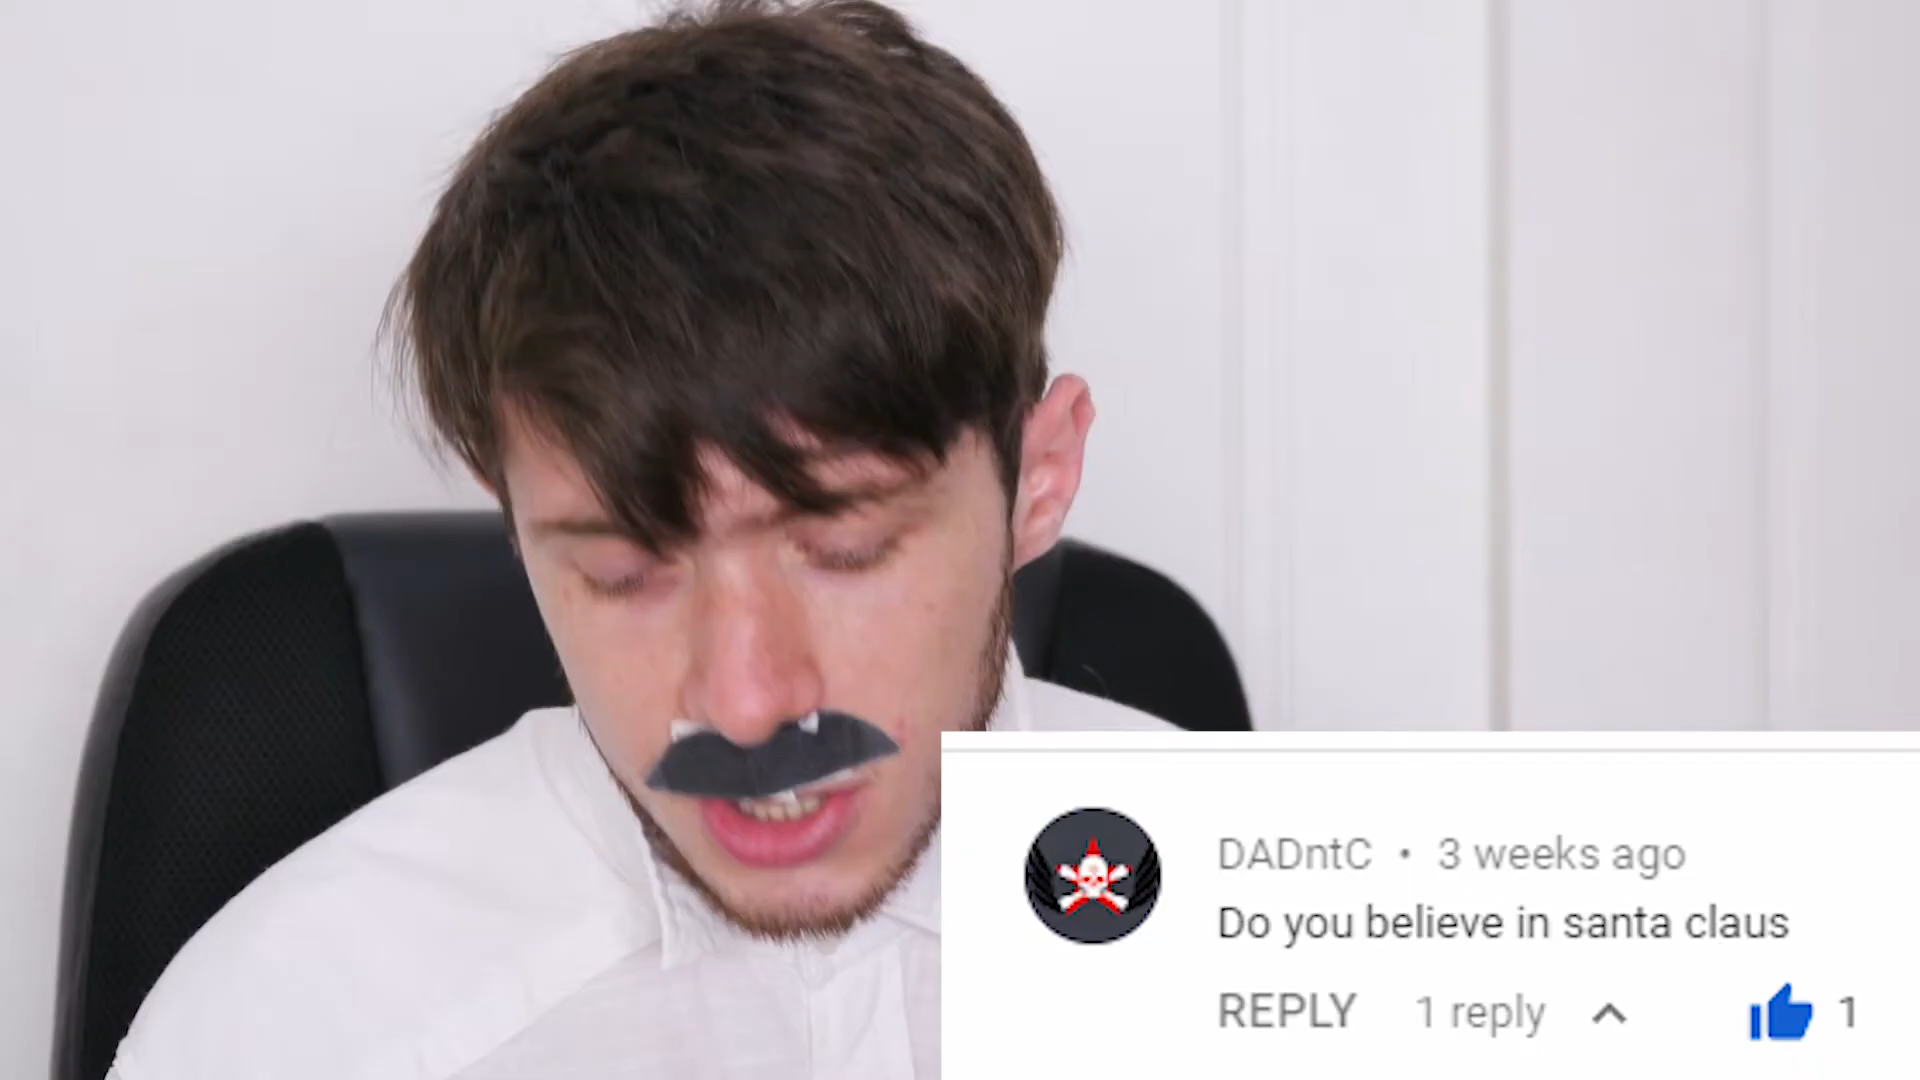 DADntC • 3 weeks ago
Do you believe in santa claus
REPLY 1 reply 1